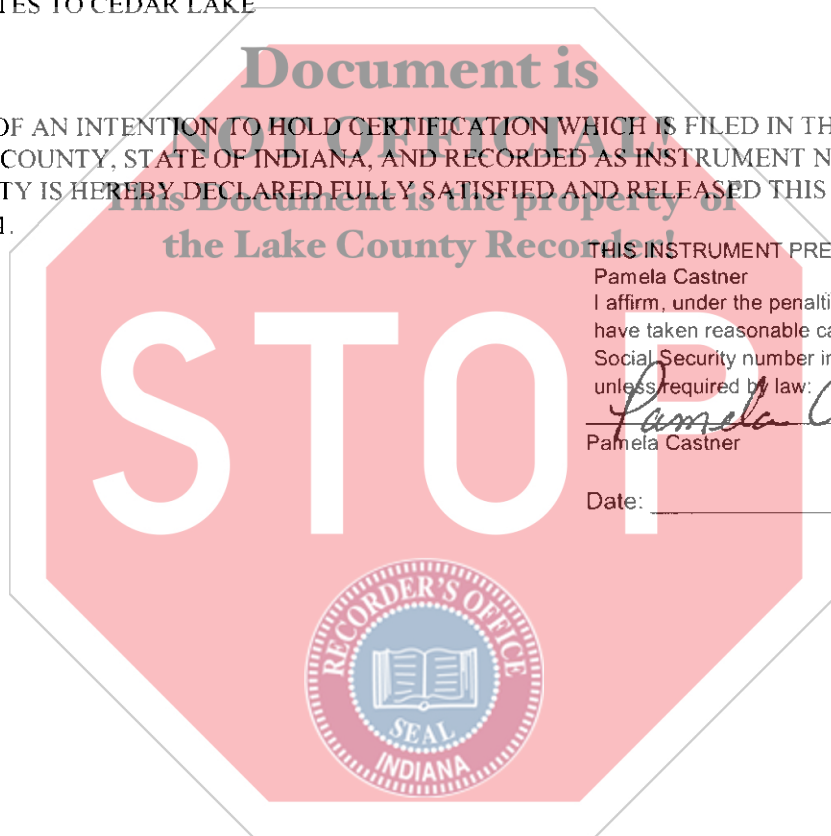 TES TO CEDAR LAKE
Document is
OF AN INTENTION TO HOLD CERTIFICATION WHICH IS FILED IN TH
NOT OFFICIAL!
COUNTY, STATE OF INDIANA, AND RECORDED AS INSTRUMENT N
TY IS HEREBY DECLARED FULLY SATISFIED AND RELEASED THIS
This Document is the property of
the Lake County Recorder!
THIS INSTRUMENT PRE
Pamela Castner
I affirm, under the penalti
have taken reasonable ca
Social Security number in
unless required by law:
Pamela C
Pamela Castner
Date:
STOP
RECORDER'S OFFICE
SEAL
INDIANA